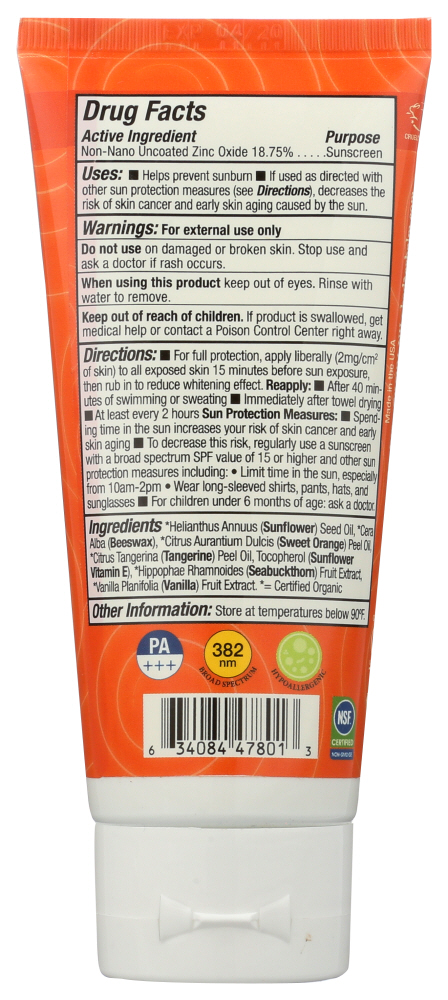 Drug Facts
Active Ingredient Purpose
Non-Nano Uncoated Zinc Oxide 18.75% . . . . .Sunscreen
Uses: ■ Helps prevent sunburn ■ If used as directed with
other sun protection measures (see Directions), decreases the
risk of skin cancer and early skin aging caused by the sun.
Warnings: For external use only
Do not use on damaged or broken skin. Stop use and
ask a doctor if rash occurs.
When using this product keep out of eyes. Rinse with
water to remove.
Keep out of reach of children. If product is swallowed, get
medical help or contact a Poison Control Center right away.
Directions: ■ For full protection, apply liberally (2mg/cm²
of skin) to all exposed skin 15 minutes before sun exposure,
then rub in to reduce whitening effect. Reapply: ■ After 40 min-
utes of swimming or sweating ■ Immediately after towel drying
■ At least every 2 hours Sun Protection Measures: ■ Spend-
ing time in the sun increases your risk of skin cancer and early
skin aging ■ To decrease this risk, regularly use a sunscreen
with a broad spectrum SPF value of 15 or higher and other sun
protection measures including: • Limit time in the sun, especially
from 10am-2pm • Wear long-sleeved shirts, pants, hats, and
sunglasses ■ For children under 6 months of age: ask a doctor.
Ingredients *Helianthus Annuus (Sunflower) Seed Oil, *Cera
Alba (Beeswax), *Citrus Aurantium Dulcis (Sweet Orange) Peel Oil,
*Citrus Tangerina (Tangerine) Peel Oil, Tocopherol (Sunflower
Vitamin E), *Hippophae Rhamnoides (Seabuckthorn) Fruit Extract,
*Vanilla Planifolia (Vanilla) Fruit Extract. *= Certified Organic
Other Information: Store at temperatures below 90°F.
Made in the USA
PA
+++
382
nm
BROAD SPECTRUM
HYPOALLERGENIC
NSF
CERTIFIED
NON-GMO
6 34084 47801 3